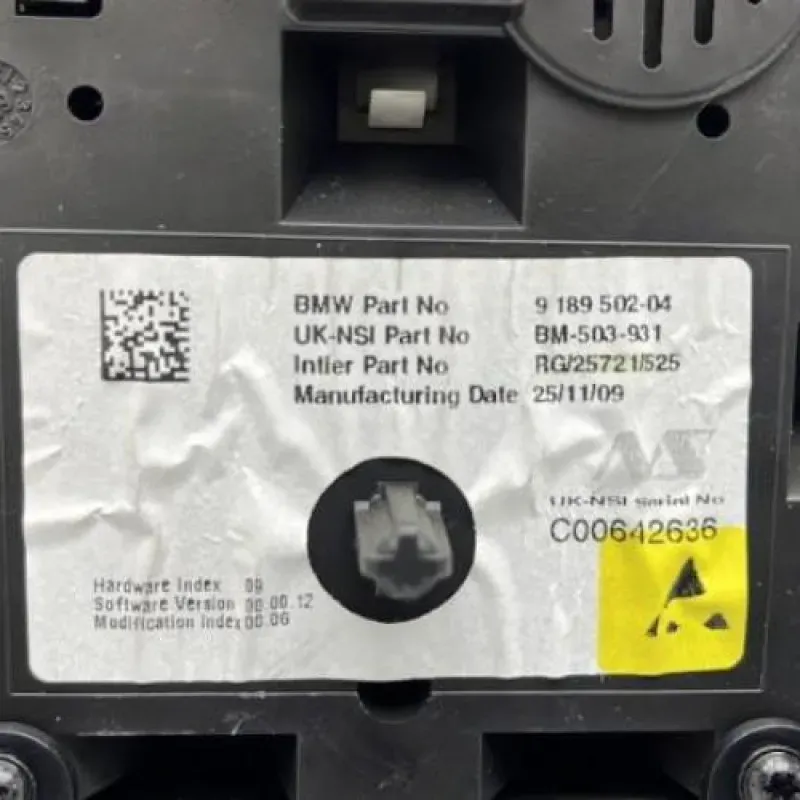 BMW Part No 9 189 502-04
UK-NSI Part No BM-503-931
Intier Part No RG/25721/525
Manufacturing Date 25/11/09
UK-NSI Serial No
C00642636
Hardware Index 09
Software Version 00.00.12
Modification Index 00.06